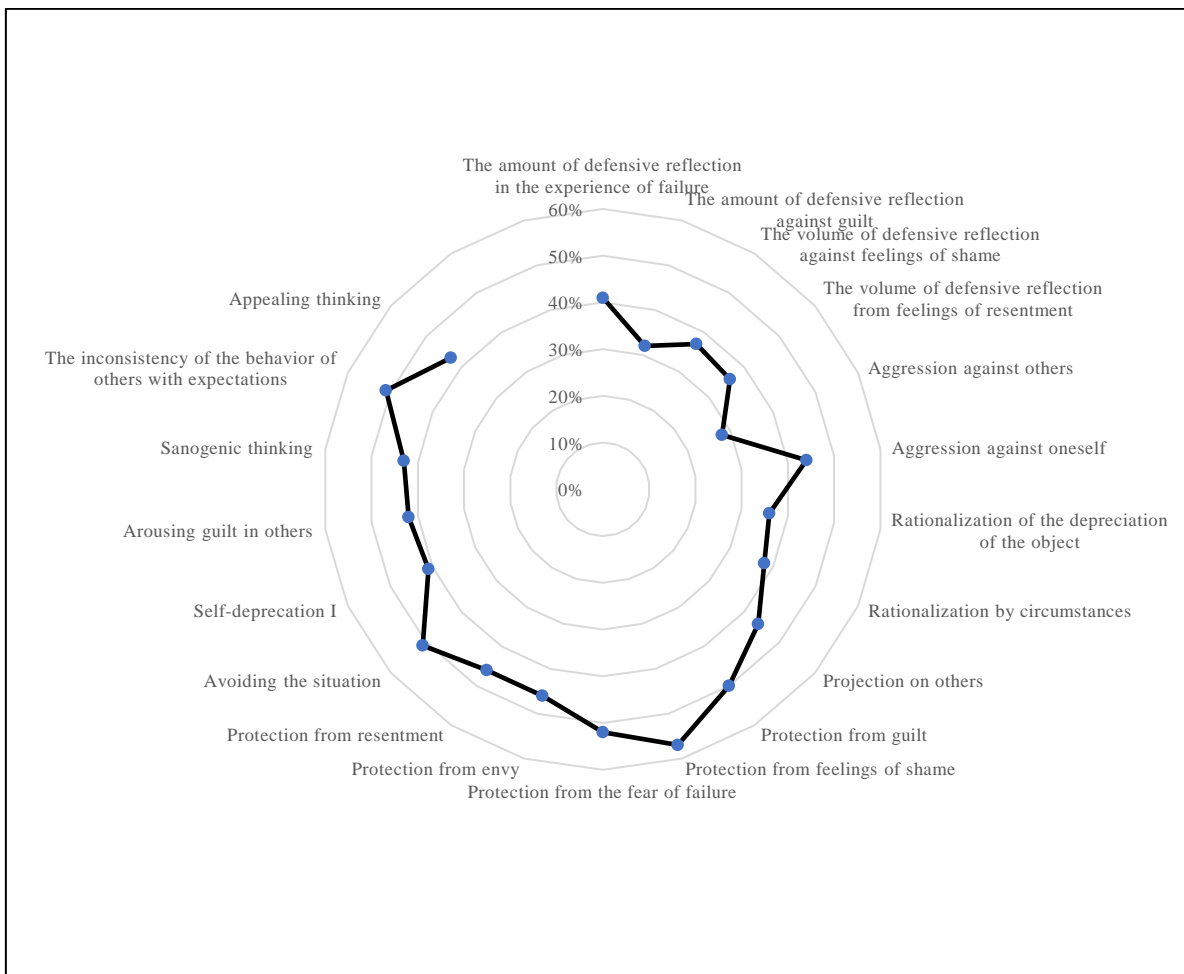 The amount of defensive reflection
in the experience of failure
The amount of defensive reflection
against guilt
The volume of defensive reflection
against feelings of shame
The volume of defensive reflection
from feelings of resentment
Aggression against others
Aggression against oneself
Rationalization of the depreciation
of the object
Rationalization by circumstances
Projection on others
Protection from guilt
Protection from feelings of shame
Protection from the fear of failure
Protection from envy
Protection from resentment
Avoiding the situation
Self-deprecation I
Arousing guilt in others
Sanogenic thinking
The inconsistency of the behavior of
others with expectations
Appealing thinking
60%
50%
40%
30%
20%
10%
0%